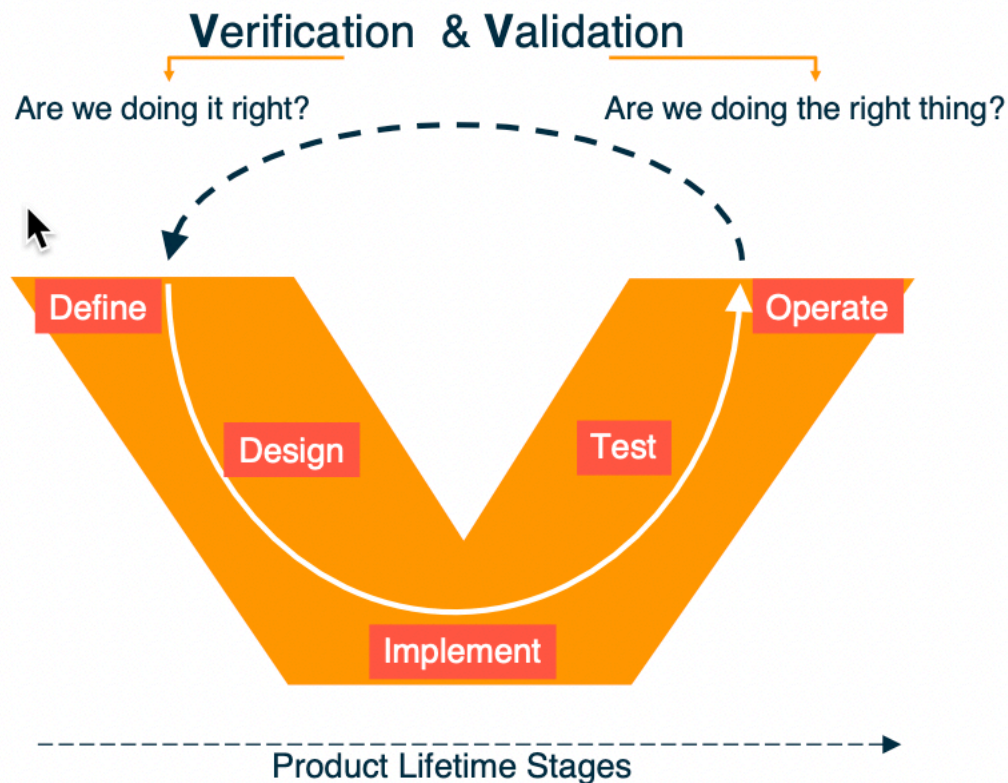 Verification & Validation
Are we doing it right?
Are we doing the right thing?
Define
Operate
Design
Test
Implement
Product Lifetime Stages